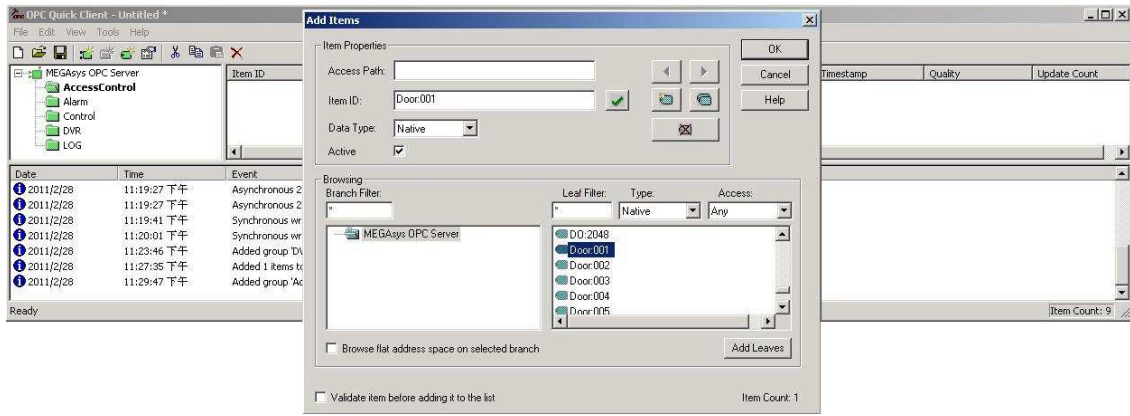 OPC Quick Client - Untitled *
File Edit View Tools Help
MEGAsys OPC Server
AccessControl
Alarm
Control
DVR
LOG
Item ID
Timestamp
Quality
Update Count
Date Time Event
2011/2/28 11:19:27 下午 Asynchronous 2
2011/2/28 11:19:27 下午 Asynchronous 2
2011/2/28 11:19:41 下午 Synchronous wr
2011/2/28 11:20:01 下午 Synchronous wr
2011/2/28 11:23:46 下午 Added group 'DV
2011/2/28 11:27:35 下午 Added 1 items to
2011/2/28 11:29:47 下午 Added group 'Ac
Ready
Item Count: 9
Add Items
Item Properties
Access Path:
Item ID: Door:001
Data Type: Native
Active
OK
Cancel
Help
Browsing
Branch Filter:
*
Leaf Filter: Type: Access:
* Native Any
MEGAsys OPC Server
DO:2048
Door:001
Door:002
Door:003
Door:004
Door:005
Browse flat address space on selected branch
Add Leaves
Validate item before adding it to the list
Item Count: 1